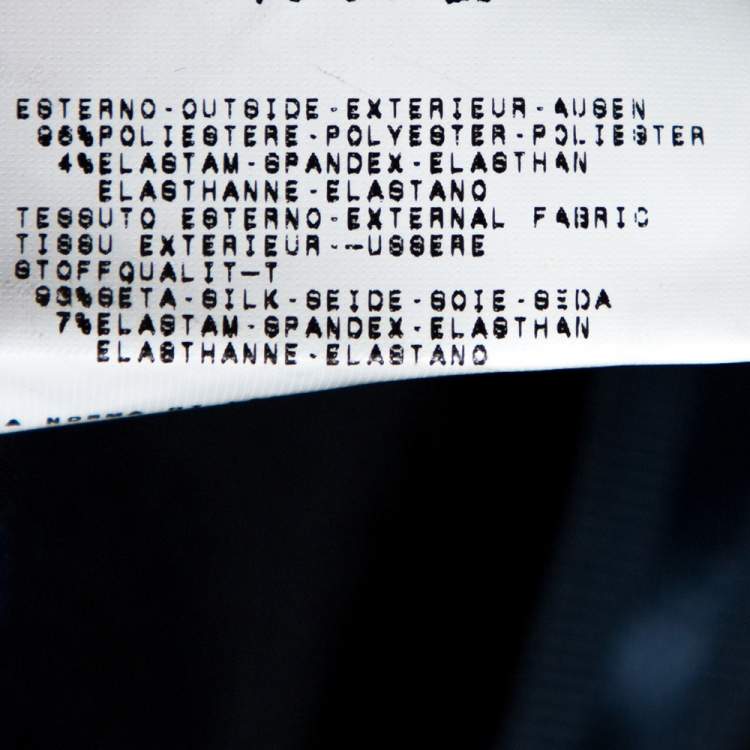 ESTERNO-OUTSIDE-EXTERIEUR-AUSEN
96%POLIESTERE-POLYESTER-POLIESTER
4%ELASTAM-SPANDEX-ELASTHAN
ELASTHANNE-ELASTANO
TESSUTO ESTERNO-EXTERNAL FABRIC
TISSU EXTERIEUR--USSERE
STOFFQUALIT-T
93%SETA-SILK-SEIDE-SOIE-SEDA
7%ELASTAM-SPANDEX-ELASTHAN
ELASTHANNE-ELASTANO
A NORMA